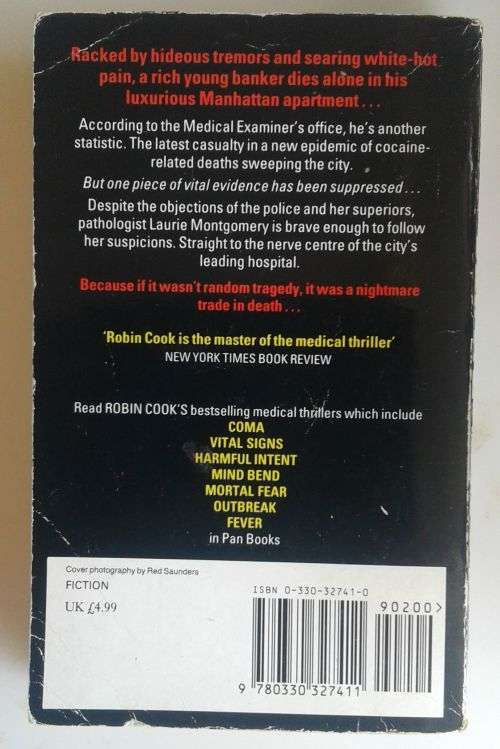 Racked by hideous tremors and searing white-hot
pain, a rich young banker dies alone in his
luxurious Manhattan apartment...
According to the Medical Examiner's office, he's another
statistic. The latest casualty in a new epidemic of cocaine-
related deaths sweeping the city.
But one piece of vital evidence has been suppressed...
Despite the objections of the police and her superiors,
pathologist Laurie Montgomery is brave enough to follow
her suspicions. Straight to the nerve centre of the city's
leading hospital.
Because if it wasn't random tragedy, it was a nightmare
trade in death...
'Robin Cook is the master of the medical thriller'
NEW YORK TIMES BOOK REVIEW
Read ROBIN COOK'S bestselling medical thrillers which include
COMA
VITAL SIGNS
HARMFUL INTENT
MIND BEND
MORTAL FEAR
OUTBREAK
FEVER
in Pan Books
Cover photography by Red Saunders
FICTION
UK £4.99
ISBN 0-330-32741-0
90200>
9 780330 327411